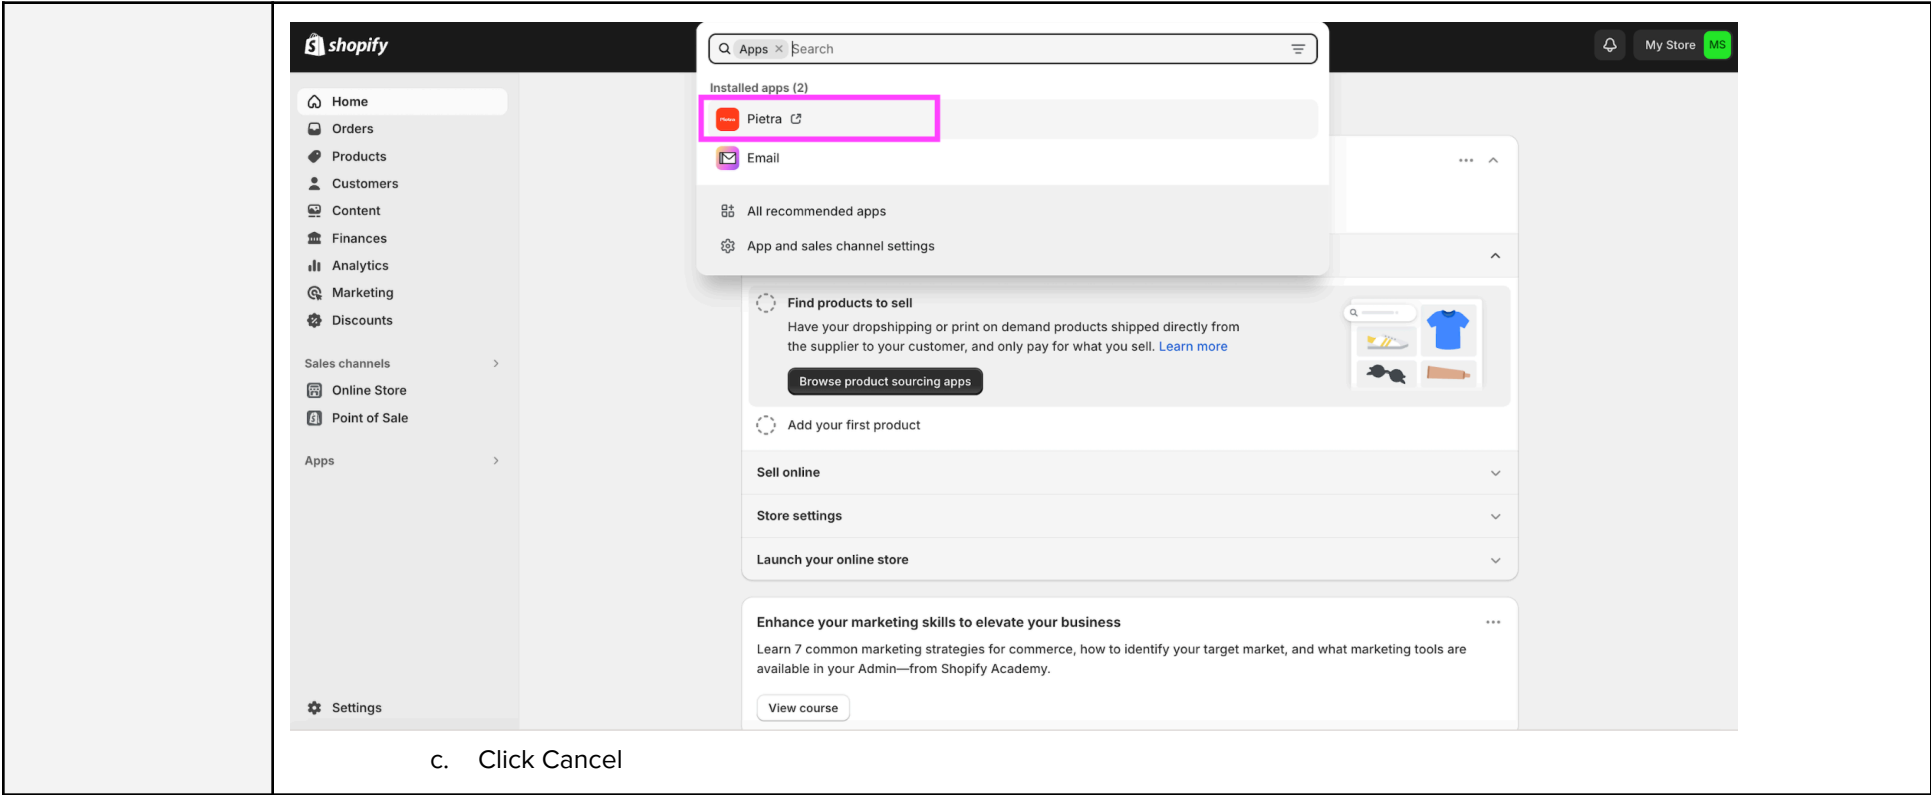 shopify
Apps × Search
My Store MS
Installed apps (2)
Pietra
Pietra
Email
All recommended apps
App and sales channel settings
Home
Orders
Products
Customers
Content
Finances
Analytics
Marketing
Discounts
Sales channels
Online Store
Point of Sale
Apps
Settings
Find products to sell
Have your dropshipping or print on demand products shipped directly from
the supplier to your customer, and only pay for what you sell. Learn more
Browse product sourcing apps
Add your first product
Sell online
Store settings
Launch your online store
Enhance your marketing skills to elevate your business
Learn 7 common marketing strategies for commerce, how to identify your target market, and what marketing tools are
available in your Admin—from Shopify Academy.
View course
c. Click Cancel